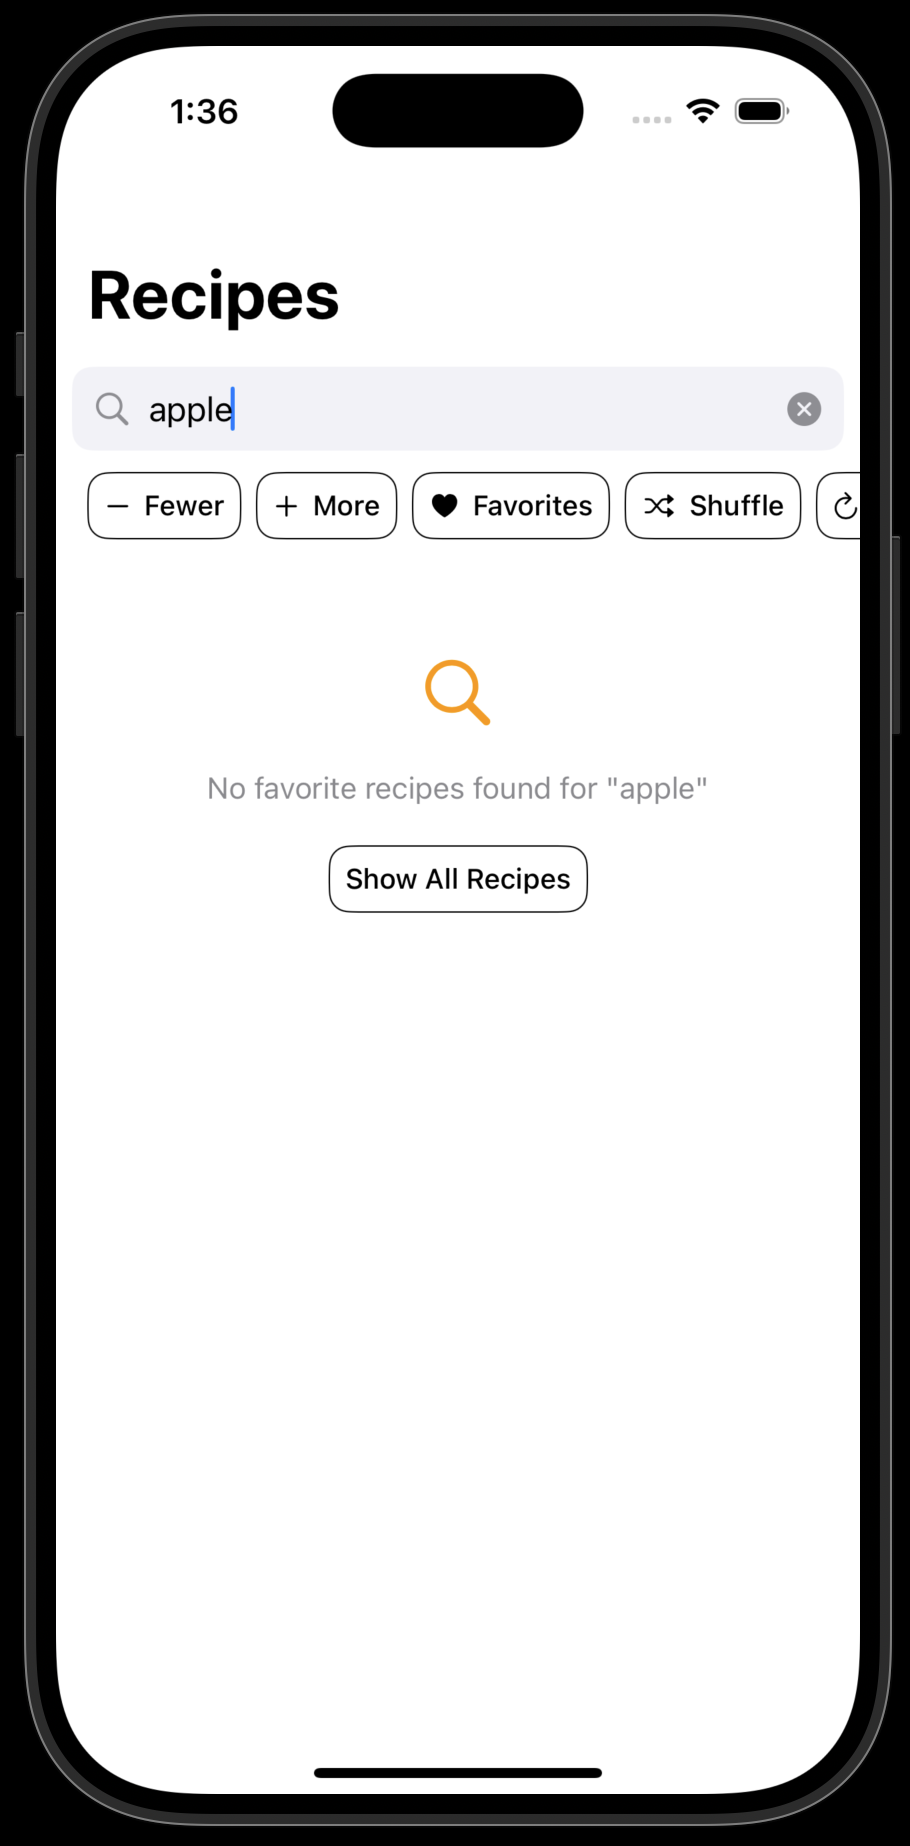 1:36
Recipes
apple
Fewer More Favorites Shuffle
No favorite recipes found for "apple"
Show All Recipes